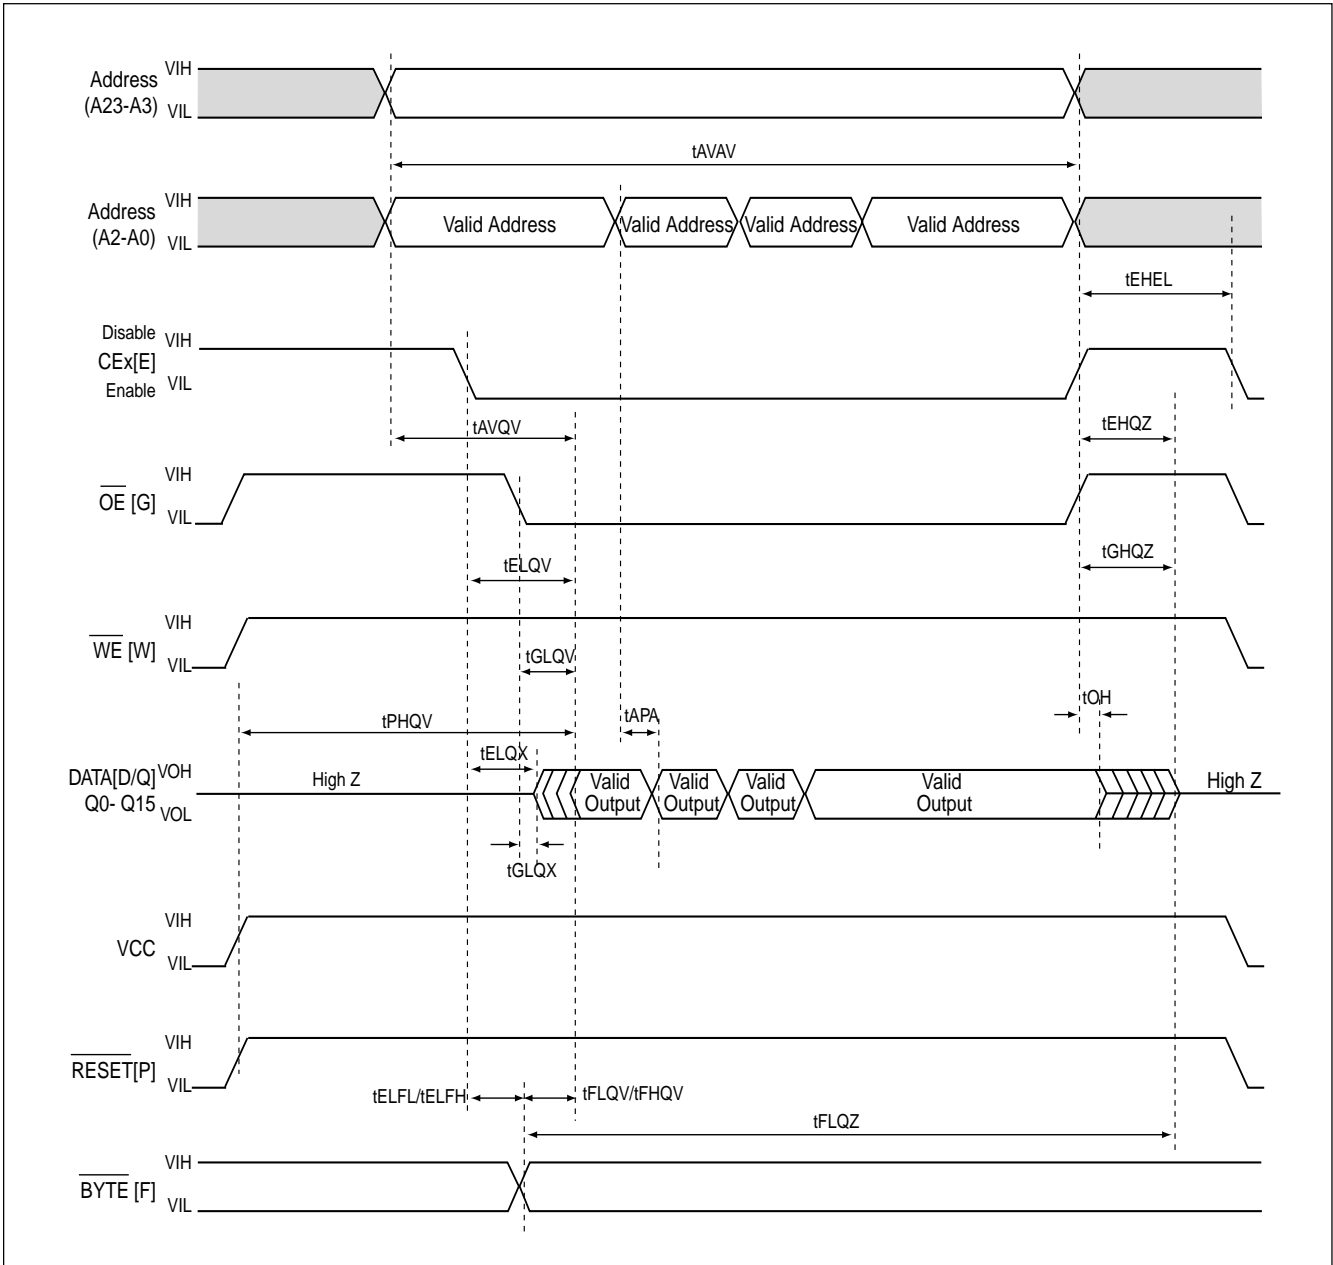 Address VIH
(A23-A3) VIL
tAVAV
Address VIH
(A2-A0) VIL
Valid Address Valid Address Valid Address Valid Address
tEHEL
Disable VIH
CEx[E]
Enable VIL
tAVQV tEHQZ
VIH
OE [G]
VIL
tELQV tGHQZ
VIH
WE [W]
VIL
tGLQV
tPHQV tAPA tOH
tELQX
DATA[D/Q] VOH
Q0- Q15 VOL
High Z Valid Output Valid Output Valid Output Valid Output High Z
tGLQX
VIH
VCC
VIL
VIH
RESET[P]
VIL
tELFL/tELFH tFLQV/tFHQV
tFLQZ
VIH
BYTE [F]
VIL